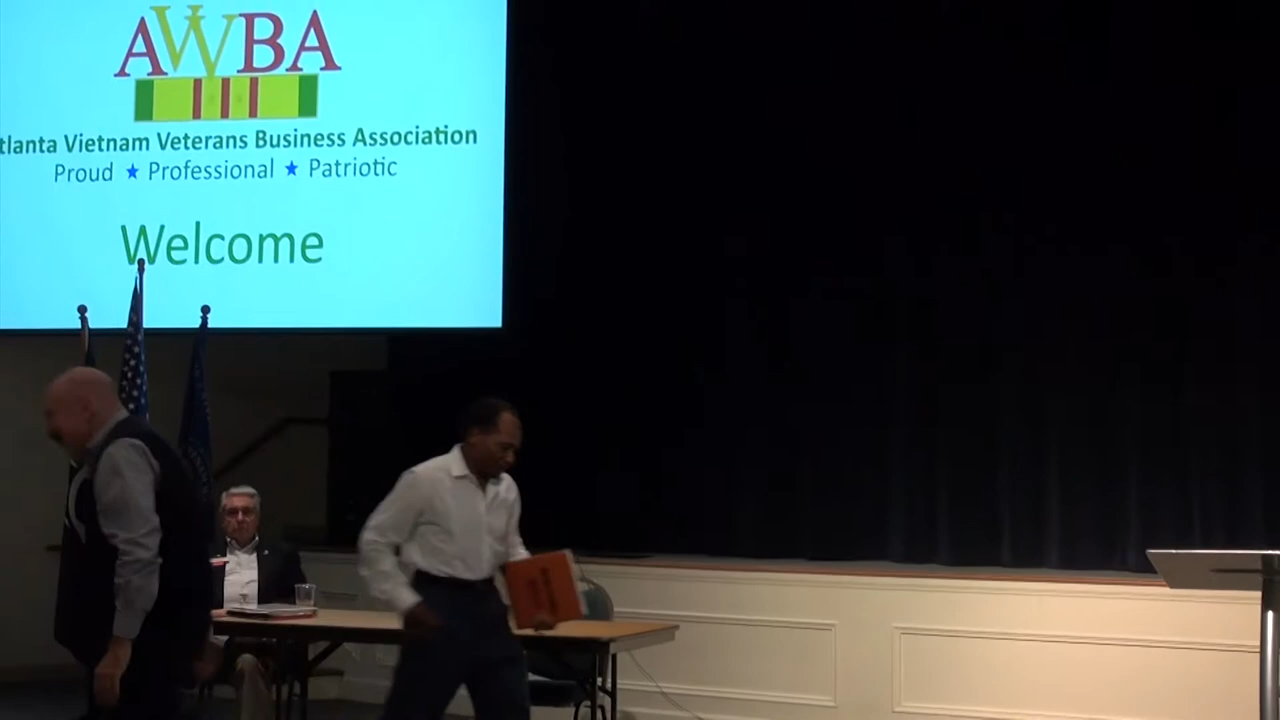 AVVBA
tlanta Vietnam Veterans Business Association
Proud ★ Professional ★ Patriotic
Welcome